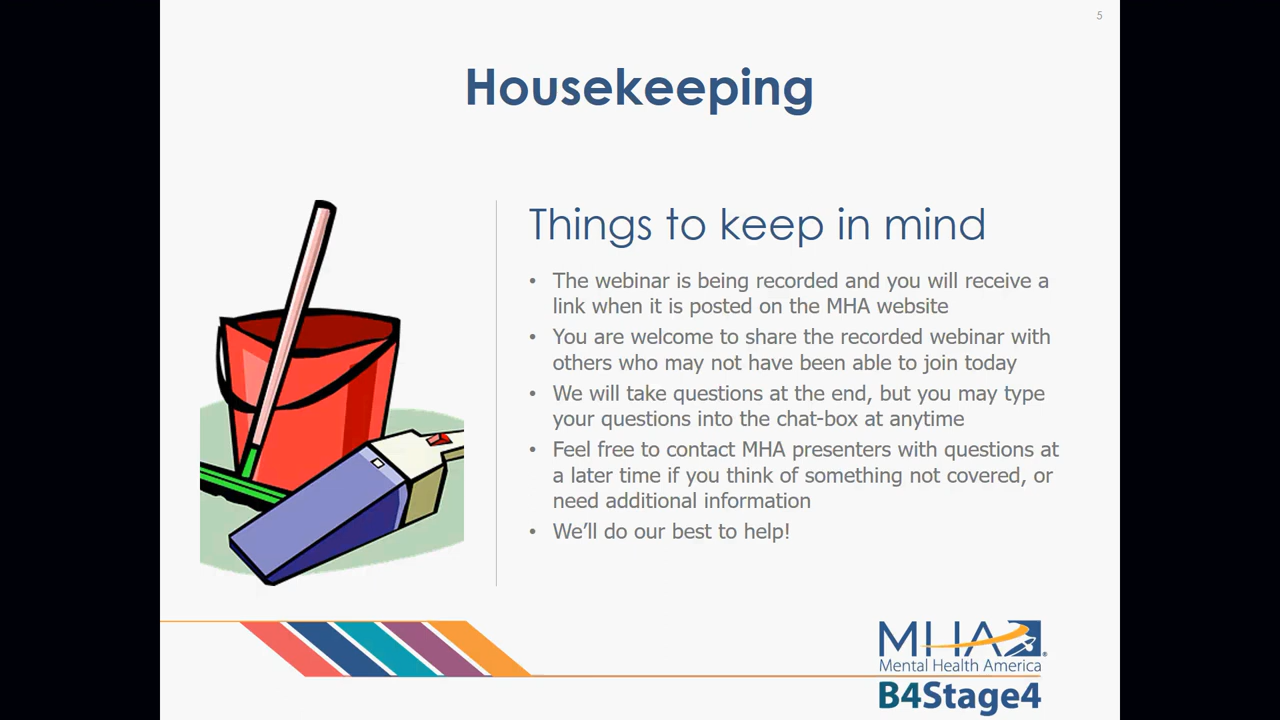 5
Housekeeping
Things to keep in mind
• The webinar is being recorded and you will receive a
link when it is posted on the MHA website
• You are welcome to share the recorded webinar with
others who may not have been able to join today
• We will take questions at the end, but you may type
your questions into the chat-box at anytime
• Feel free to contact MHA presenters with questions at
a later time if you think of something not covered, or
need additional information
• We’ll do our best to help!
MHA®
Mental Health America
B4Stage4